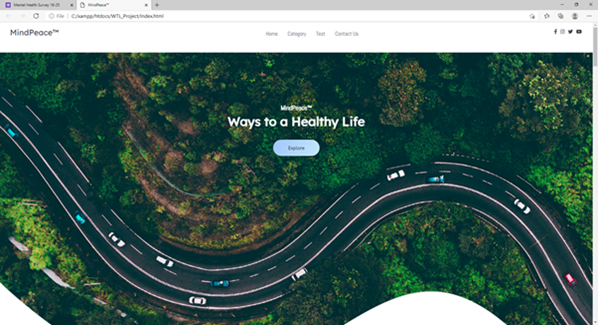 Mental Health Survey 18-25
MindPeace™
File C:/xampp/htdocs/WTL_Project/index.html
MindPeace™
Home Category Test Contact Us
MindPeace™
Ways to a Healthy Life
Explore